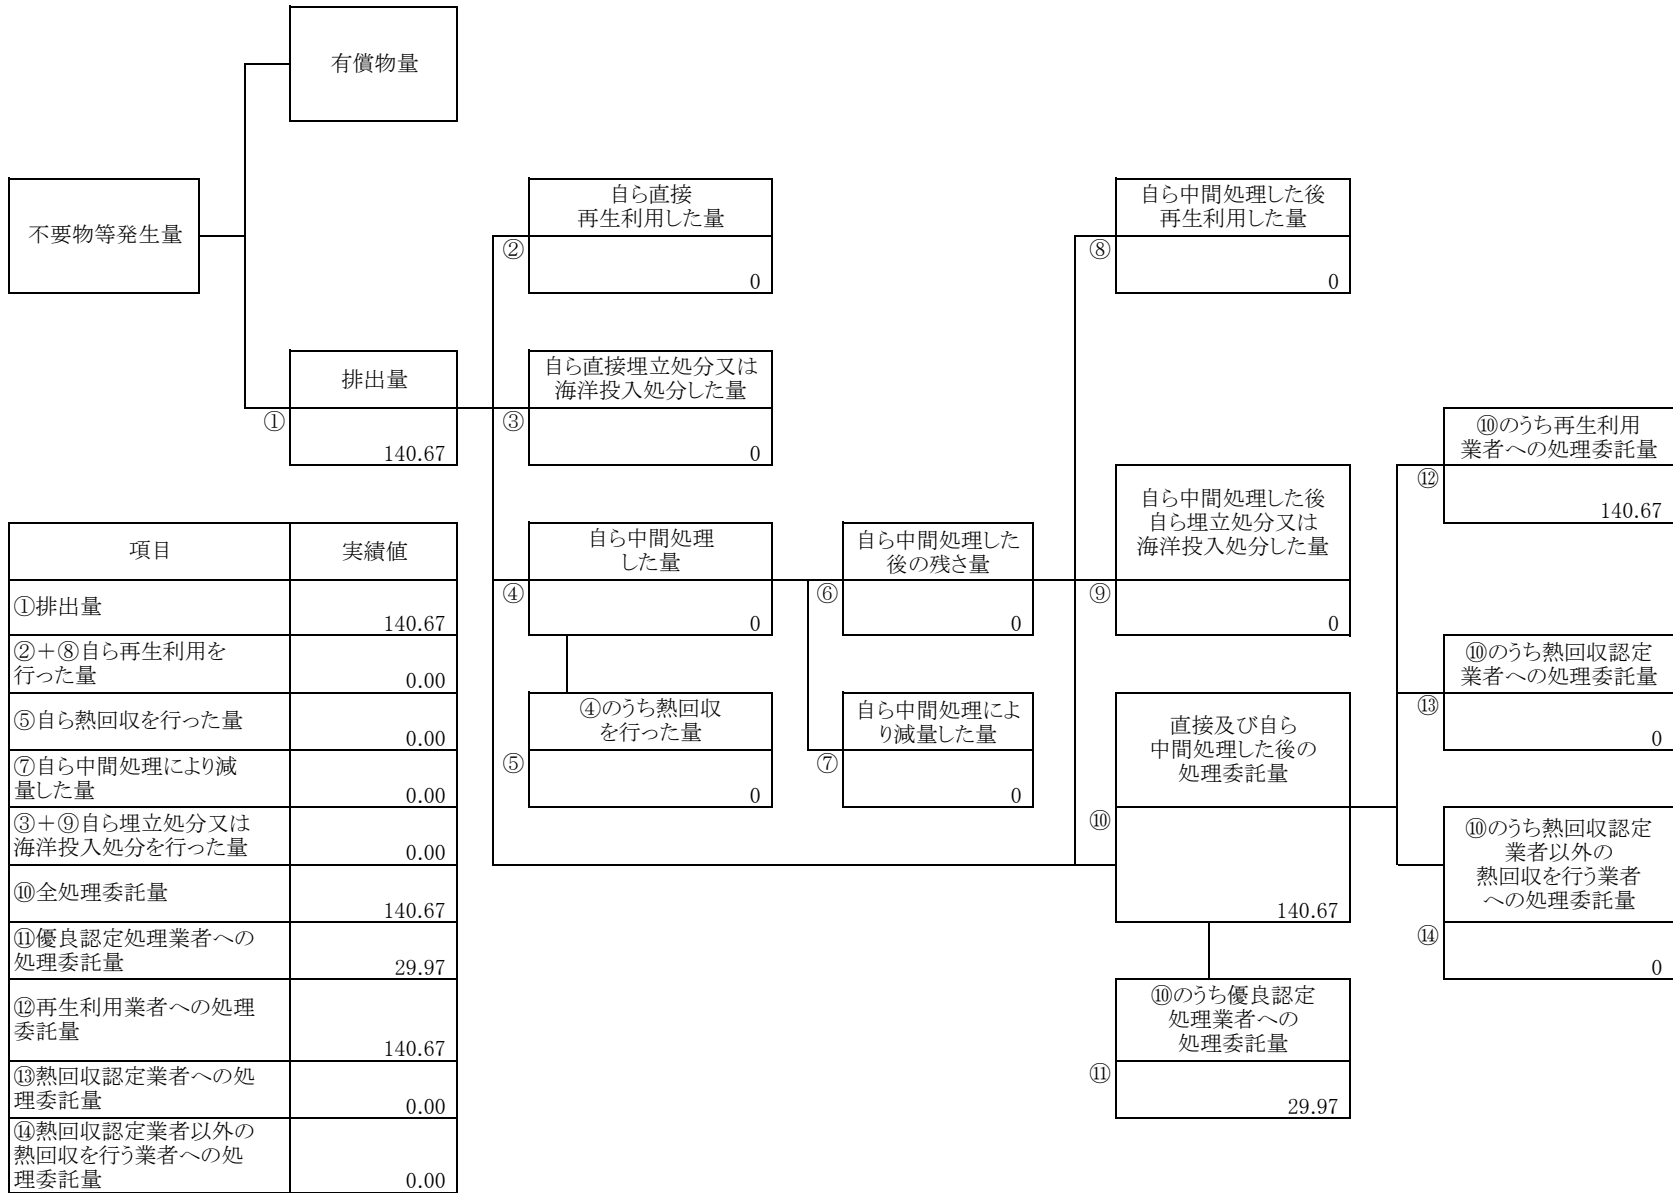 有償物量
不要物等発生量
自ら直接
再生利用した量
②
0
自ら中間処理した後
再生利用した量
⑧
0
排出量
①
140.67
自ら直接埋立処分又は
海洋投入処分した量
③
0
⑩のうち再生利用
業者への処理委託量
⑫
140.67
自ら中間処理
した量
④
0
自ら中間処理した
後の残さ量
⑥
0
自ら中間処理した後
自ら埋立処分又は
海洋投入処分した量
⑨
0
⑩のうち熱回収認定
業者への処理委託量
⑬
0
④のうち熱回収
を行った量
⑤
0
自ら中間処理によ
り減量した量
⑦
0
直接及び自ら
中間処理した後の
処理委託量
⑩
140.67
⑩のうち熱回収認定
業者以外の
熱回収を行う業者
への処理委託量
⑭
0
⑩のうち優良認定
処理業者への
処理委託量
⑪
29.97
項目 実績値
①排出量 140.67
②+⑧自ら再生利用を
行った量 0.00
⑤自ら熱回収を行った量 0.00
⑦自ら中間処理により減
量した量 0.00
③+⑨自ら埋立処分又は
海洋投入処分を行った量 0.00
⑩全処理委託量 140.67
⑪優良認定処理業者への
処理委託量 29.97
⑫再生利用業者への処理
委託量 140.67
⑬熱回収認定業者への処
理委託量 0.00
⑭熱回収認定業者以外の
熱回収を行う業者への処
理委託量 0.00